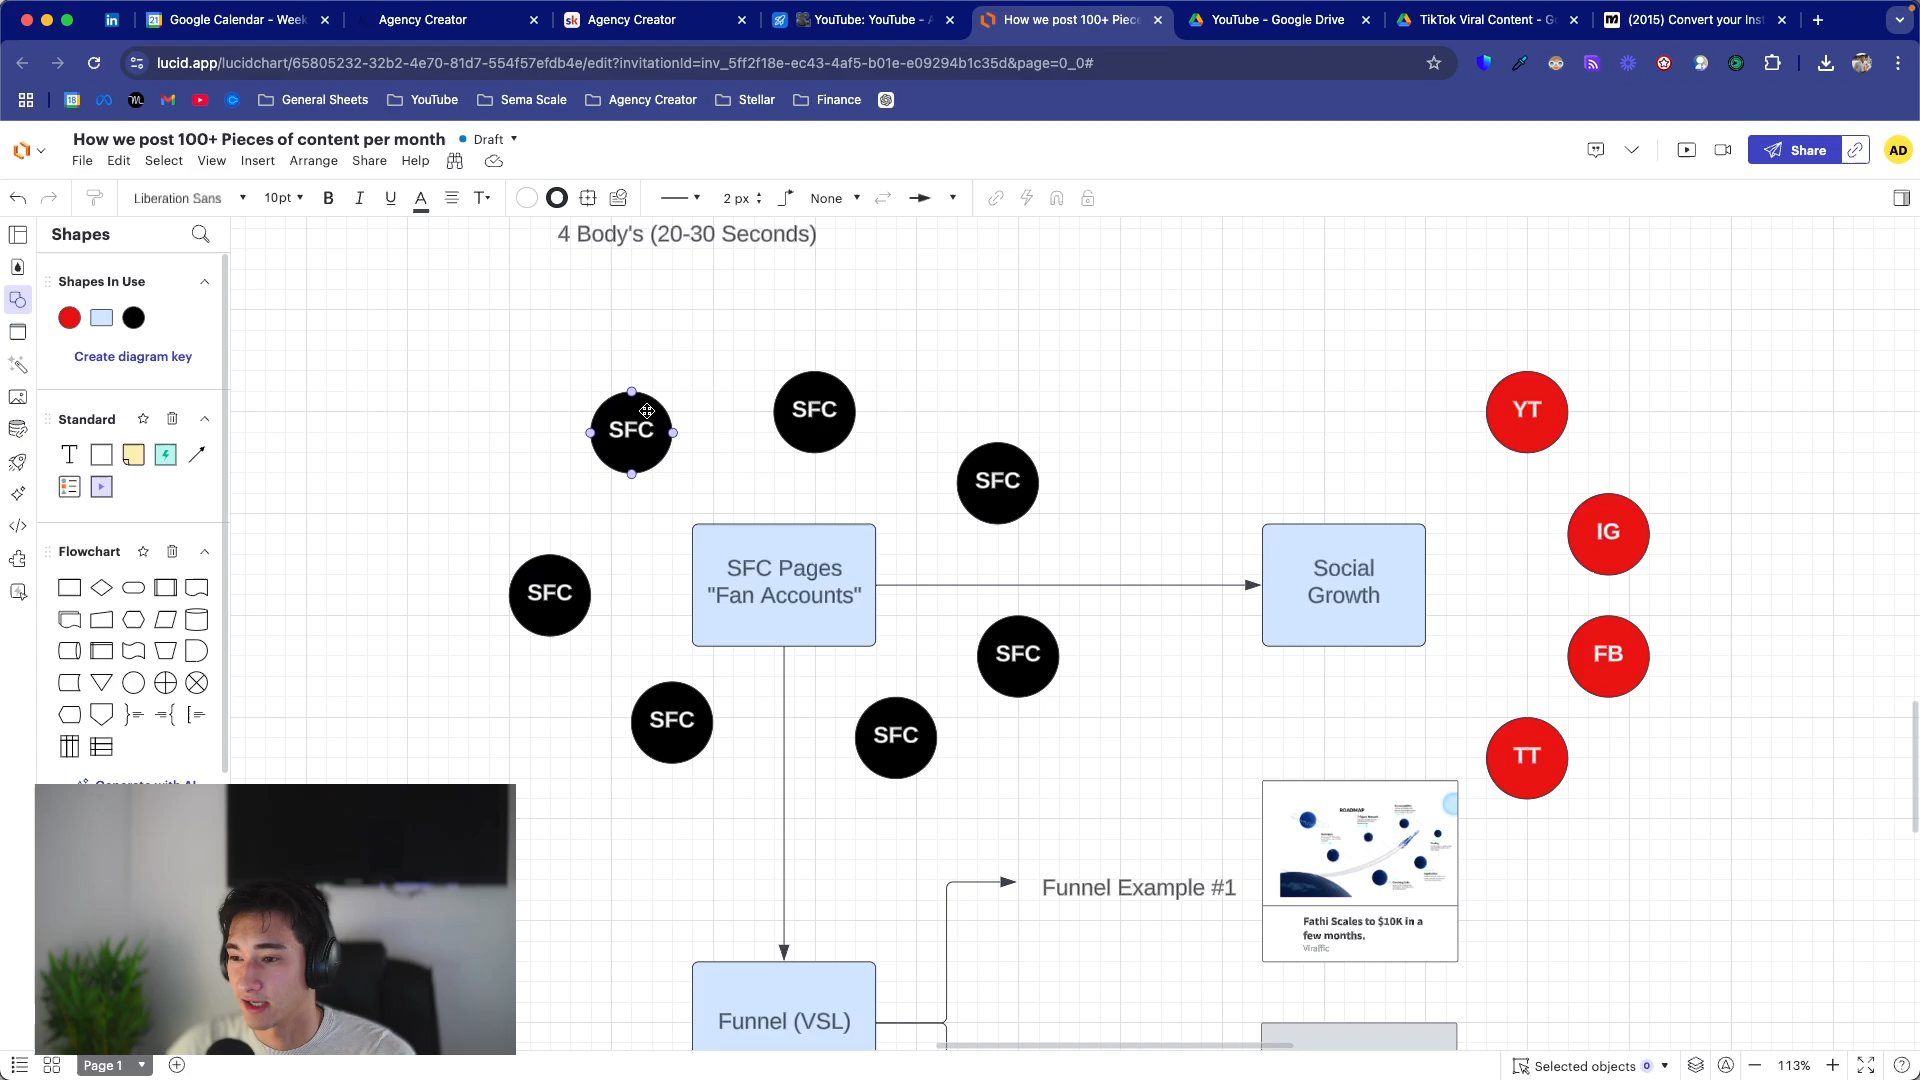 Google Calendar - Week
Agency Creator
sk
Agency Creator
YouTube: YouTube - A
How we post 100+ Piece
YouTube - Google Drive
TikTok Viral Content - Go
(2015) Convert your Inst
lucid.app/lucidchart/65805232-32b2-4e70-81d7-554f57efdb4e/edit?invitationId=inv_5ff2f18e-ec43-4af5-b01e-e09294b1c35d&page=0_0#
General Sheets
YouTube
Sema Scale
Agency Creator
Stellar
Finance
How we post 100+ Pieces of content per month
Draft
File Edit Select View Insert Arrange Share Help
Share
AD
Liberation Sans
10pt
B I U A T
2 px
None
Shapes
Shapes In Use
Create diagram key
Standard
T
Flowchart
4 Body's (20-30 Seconds)
SFC
SFC
SFC
SFC
SFC
SFC
SFC
SFC Pages
"Fan Accounts"
Social
Growth
YT
IG
FB
TT
ROADMAP
Fathi Scales to $10K in a
few months.
Viraffic
Funnel Example #1
Funnel (VSL)
Page 1
Selected objects 0
113%